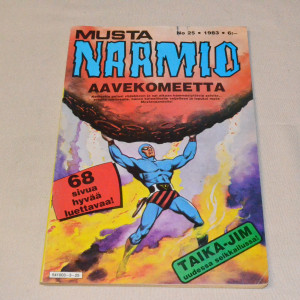 MUSTA
No 25 • 1983 • 6:-
NAAMIO
AAVEKOMEETTA
68
sivua
hyvää
luettavaa!
TAIKA-JIM
uudessa seikkailussa!